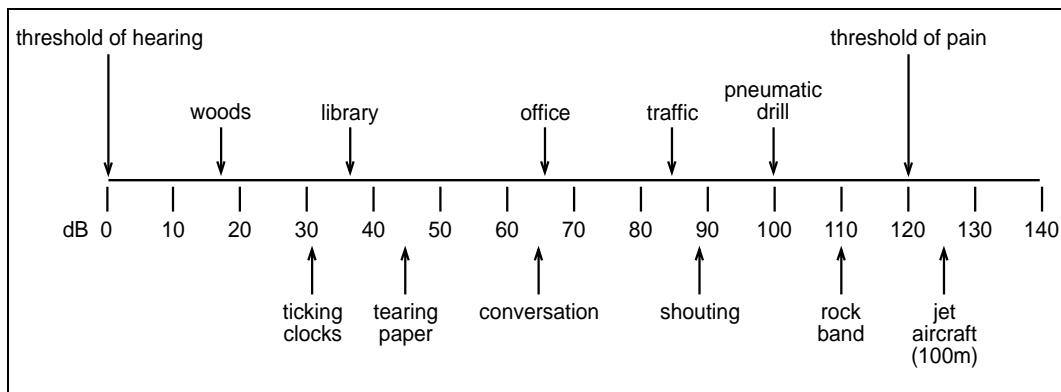 threshold of hearing
threshold of pain
woods
library
office
traffic
pneumatic
drill
dB 0 10 20 30 40 50 60 70 80 90 100 110 120 130 140
ticking
clocks
tearing
paper
conversation
shouting
rock
band
jet
aircraft
(100m)